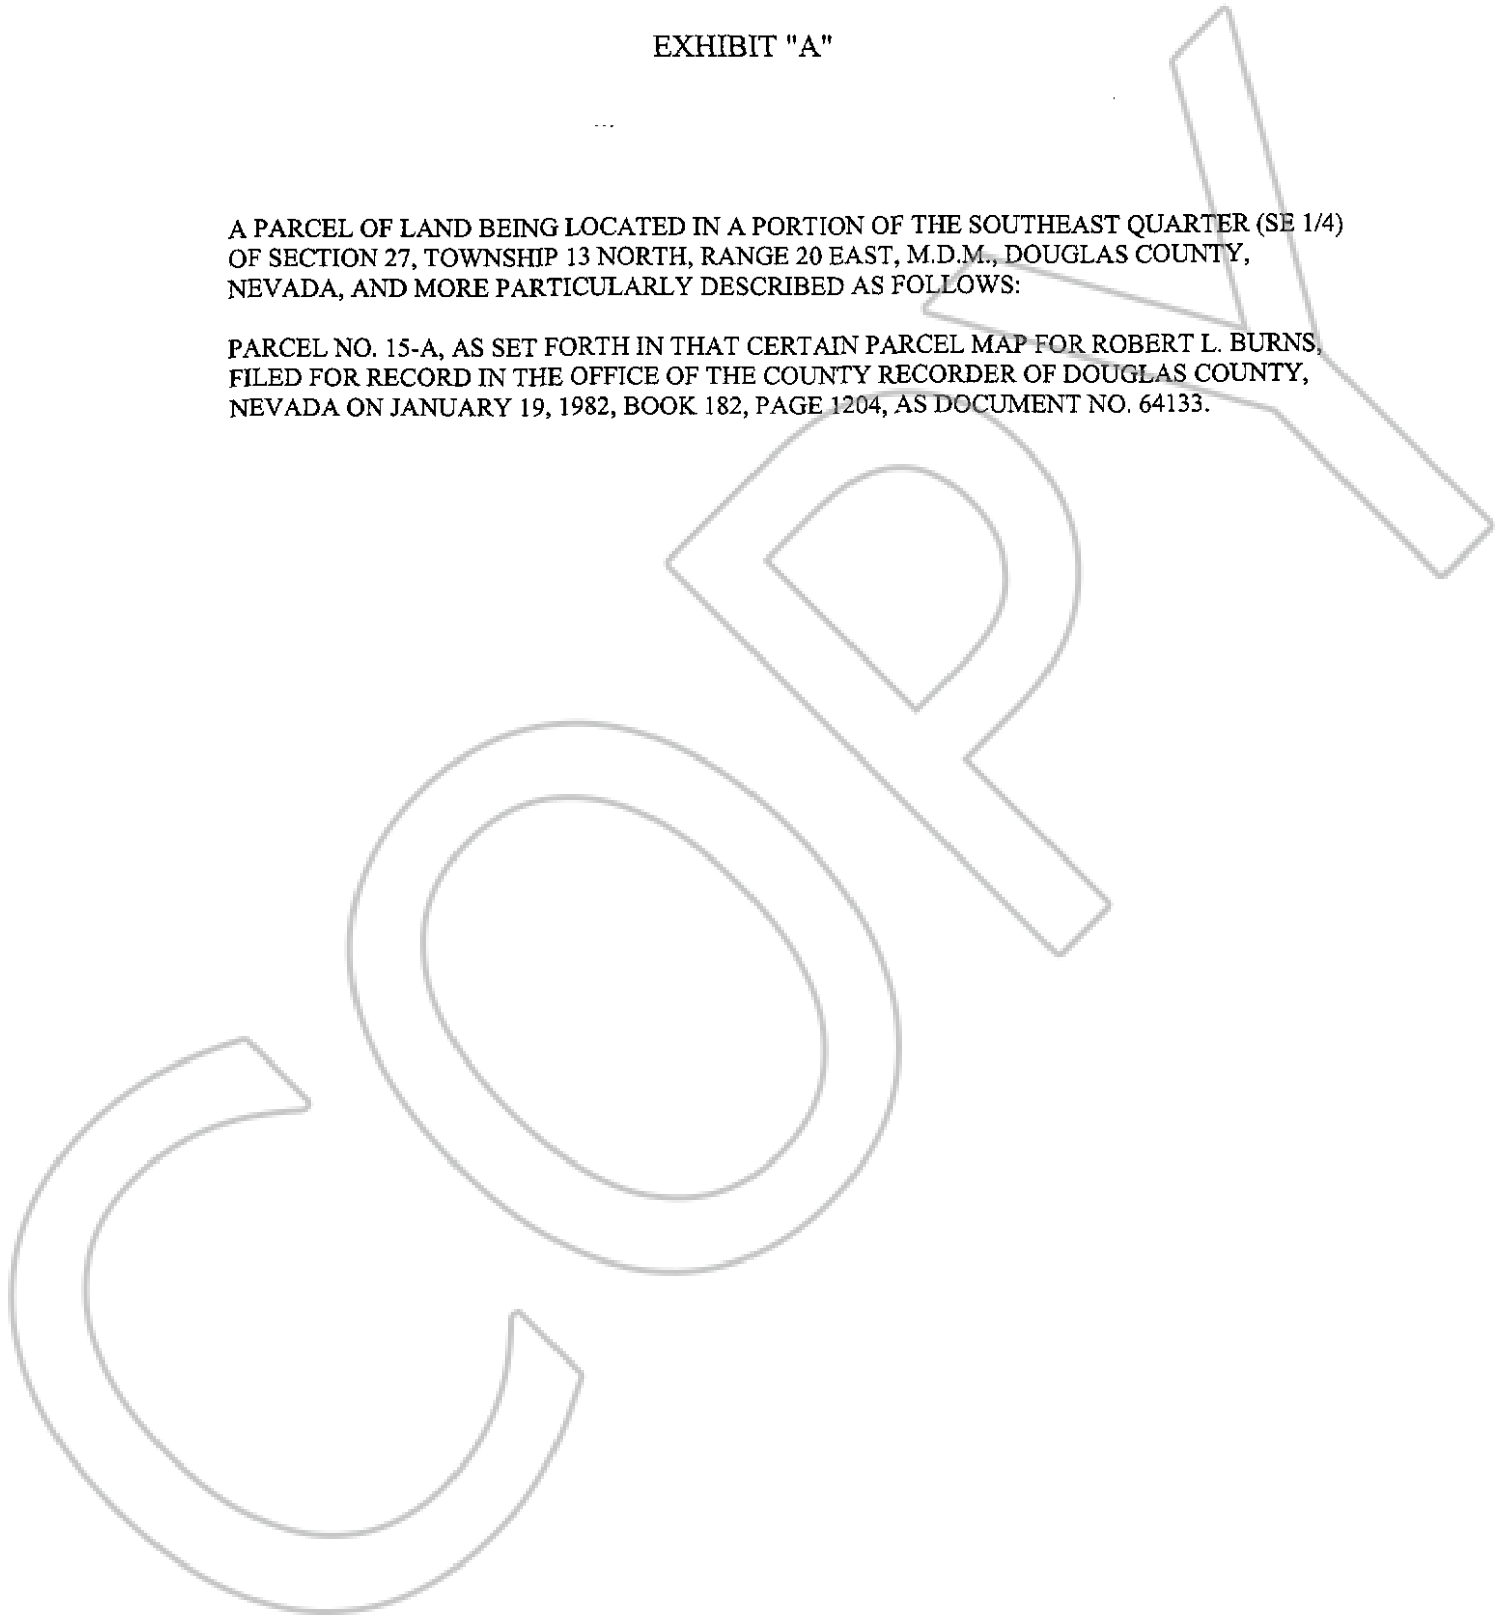 EXHIBIT "A"
A PARCEL OF LAND BEING LOCATED IN A PORTION OF THE SOUTHEAST QUARTER (SE 1/4)
OF SECTION 27, TOWNSHIP 13 NORTH, RANGE 20 EAST, M.D.M., DOUGLAS COUNTY,
NEVADA, AND MORE PARTICULARLY DESCRIBED AS FOLLOWS:
PARCEL NO. 15-A, AS SET FORTH IN THAT CERTAIN PARCEL MAP FOR ROBERT L. BURNS,
FILED FOR RECORD IN THE OFFICE OF THE COUNTY RECORDER OF DOUGLAS COUNTY,
NEVADA ON JANUARY 19, 1982, BOOK 182, PAGE 1204, AS DOCUMENT NO. 64133.
COPY